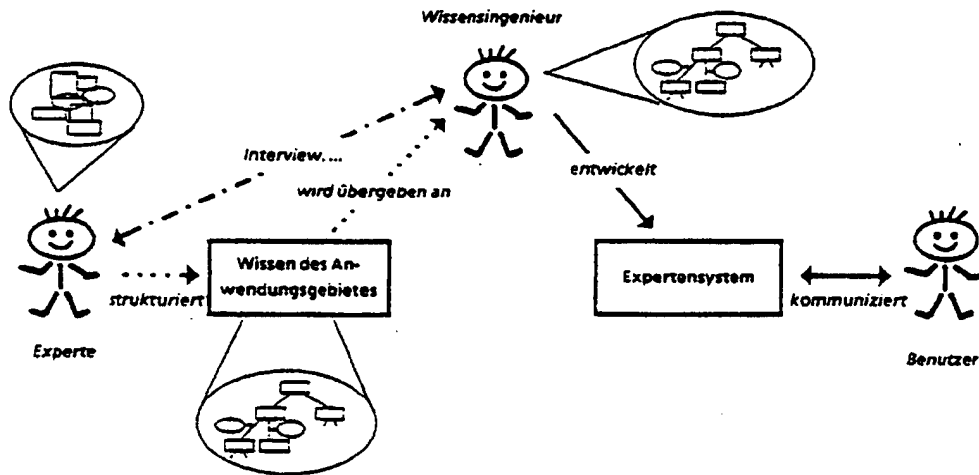 Wissensingenieur
Interview, ...
wird übergeben an
entwickelt
Wissen des An-
wendungsgebietes
strukturiert
Expertensystem
kommuniziert
Experte
Benutzer